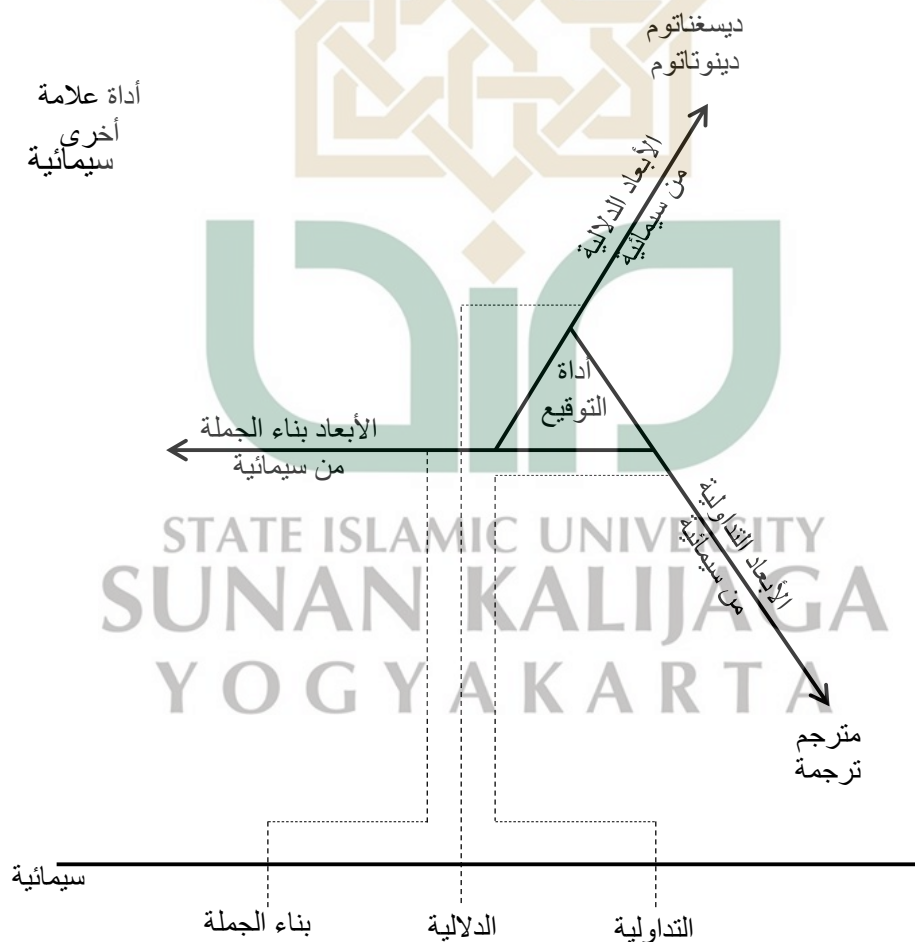 ديسغناتوم
دينوتاتوم
أداة علامة
أخرى
سيمائية
الأبعاد الدلالية
من سيمائية
أداة
التوقيع
الأبعاد بناء الجملة
من سيمائية
الأبعاد التداولية
من سيمائية
STATE ISLAMIC UNIVERSITY
SUNAN KALIJAGA
YOGYAKARTA
مترجم
ترجمة
سيمائية
بناء الجملة
الدلالية
التداولية